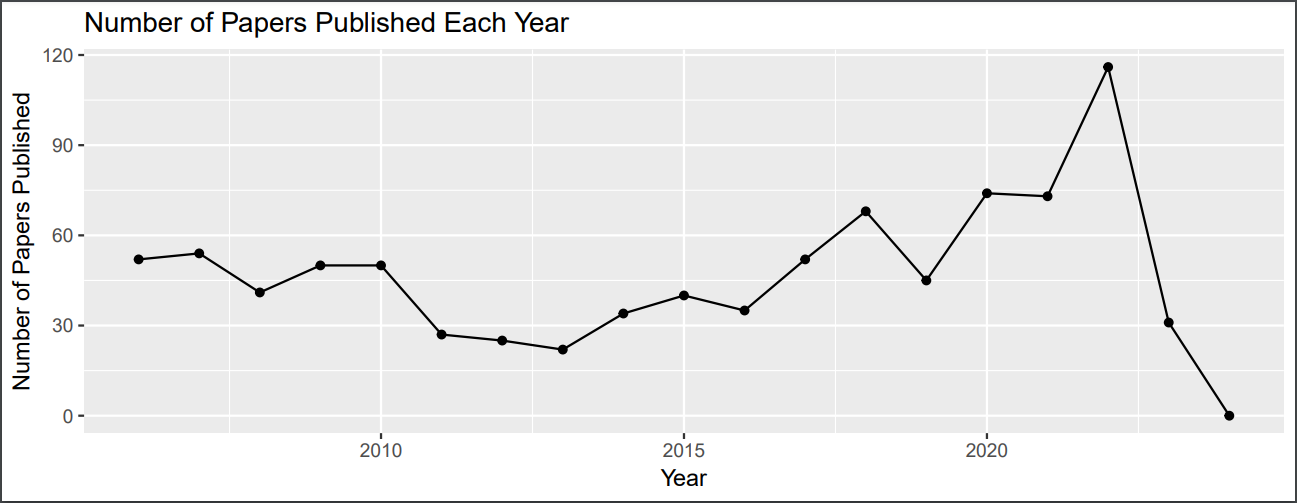 Number of Papers Published Each Year
Number of Papers Published
120
90
60
30
0
2010 2015 2020
Year